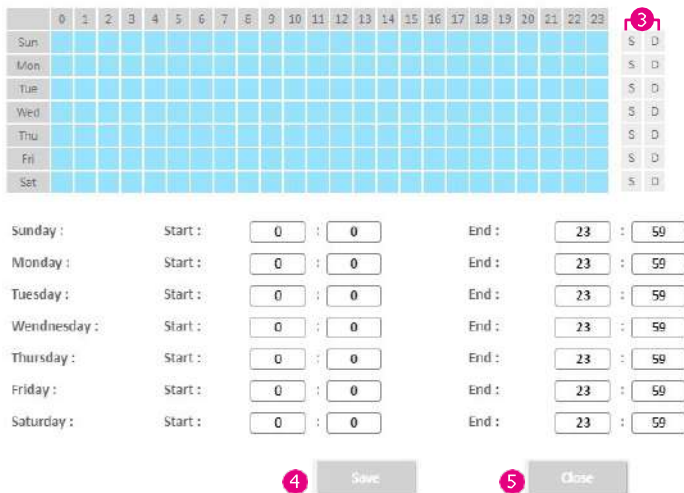 0 1 2 3 4 5 6 7 8 9 10 11 12 13 14 15 16 17 18 19 20 21 22 23 3
Sun S D
Mon S D
Tue S D
Wed S D
Thu S D
Fri S D
Sat S D
Sunday : Start : 0 : 0 End : 23 : 59
Monday : Start : 0 : 0 End : 23 : 59
Tuesday : Start : 0 : 0 End : 23 : 59
Wendnesday : Start : 0 : 0 End : 23 : 59
Thursday : Start : 0 : 0 End : 23 : 59
Friday : Start : 0 : 0 End : 23 : 59
Saturday : Start : 0 : 0 End : 23 : 59
4 Save 5 Close